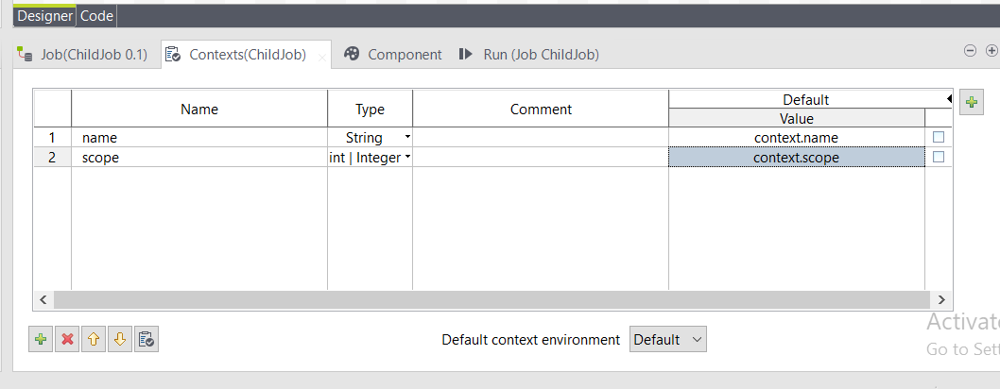 Designer Code
Job(ChildJob 0.1) Contexts(ChildJob) Component Run (Job ChildJob)
Name Type Comment Default
Value
1 name String context.name
2 scope int | Integer context.scope
Default context environment Default
Activate
Go to Sett